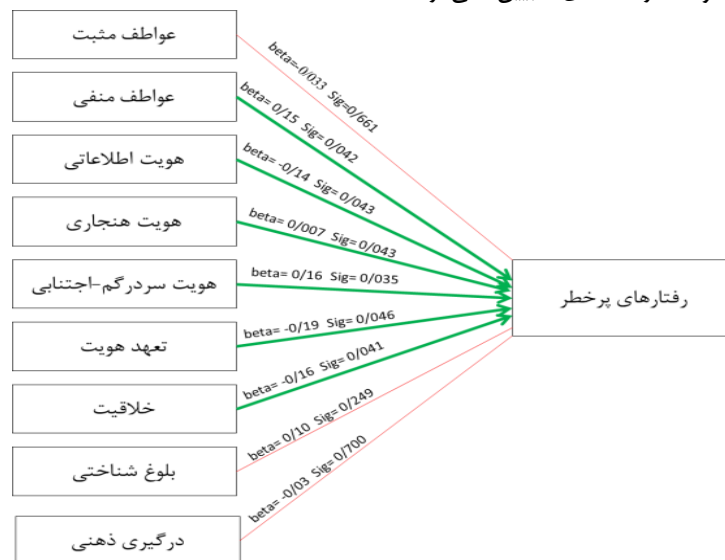 عواطف مثبت
beta=-0/033 Sig=0/661
عواطف منفی
beta= 0/15 Sig= 0/042
هویت اطلاعاتی
beta= -0/14 Sig= 0/043
هویت هنجاری
beta= 0/007 Sig= 0/043
هویت سردرگم-اجتنابی
beta= 0/16 Sig= 0/035
رفتارهای پرخطر
تعهد هویت
beta= -0/19 Sig= 0/046
خلاقیت
beta= -0/16 Sig= 0/041
بلوغ شناختی
beta= 0/10 Sig= 0/249
درگیری ذهنی
beta= -0/03 Sig= 0/700